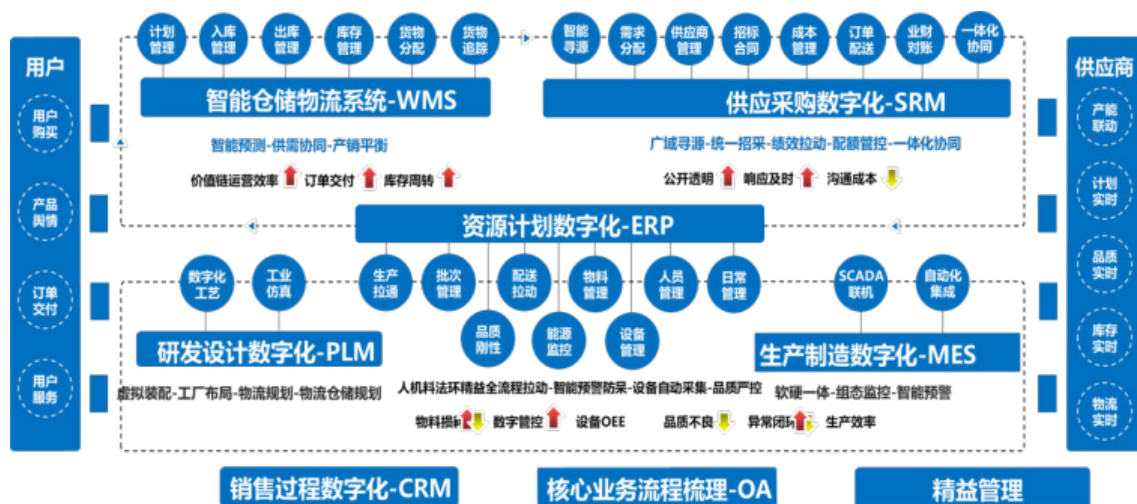 用户
用户
购买
产品
舆情
订单
交付
用户
服务
计划
管理
入库
管理
出库
管理
库存
管理
货物
分配
货物
追踪
智能仓储物流系统-WMS
智能预测-供需协同-产销平衡
价值链运营效率 订单交付 库存周转
智能
寻源
需求
分配
供应商
管理
招标
合同
成本
管理
订单
配送
业财
对账
一体化
协同
供应采购数字化-SRM
广域寻源-统一招采-绩效拉动-配额管控-一体化协同
公开透明 响应及时 沟通成本
资源计划数字化-ERP
生产
拉通
批次
管理
配送
拉动
物料
管理
人员
管理
日常
管理
品质
刚性
能源
监控
设备
管理
数字化
工艺
工业
仿真
研发设计数字化-PLM
虚拟装配-工厂布局-物流规划-物流仓储规划
人机料法环精益全流程拉动-智能预警防呆-设备自动采集-品质严控
物料损 数字管控 设备OEE 品质不良 异常闭环 生产效率
SCADA
联机
自动化
集成
生产制造数字化-MES
软硬一体-组态监控-智能预警
供应商
产能
联动
计划
实时
品质
实时
库存
实时
物流
实时
销售过程数字化-CRM
核心业务流程梳理-OA
精益管理